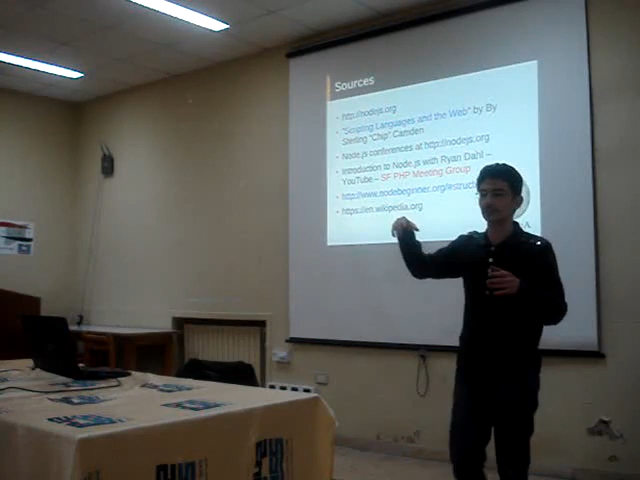 Sources
http://nodejs.org
"Scripting Languages and the Web" by By
Sterling "Chip" Camden
Node.js conferences at http://nodejs.org
Introduction to Node.js with Ryan Dahl –
YouTube – SF PHP Meeting Group
http://www.nodebeginner.org/#struct
https://en.wikipedia.org